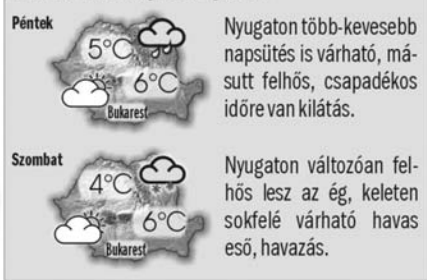 Péntek
5°C
6°C
Bukarest
Nyugaton több-kevesebb
napsütés is várható, má-
sutt felhős, csapadékos
időre van kilátás.
Szombat
4°C
6°C
Bukarest
Nyugaton változóan fel-
hős lesz az ég, keleten
sokfelé várható havas
eső, havazás.